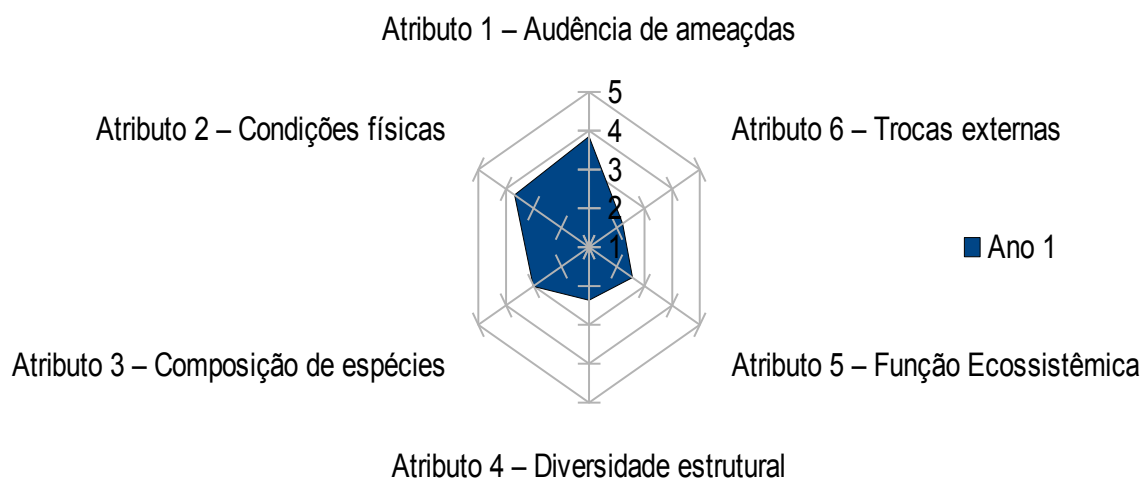 Atributo 1 – Audência de ameaçdas
5
Atributo 2 – Condições físicas
4
Atributo 6 – Trocas externas
3
2
1
Ano 1
Atributo 3 – Composição de espécies
Atributo 5 – Função Ecossistêmica
Atributo 4 – Diversidade estrutural